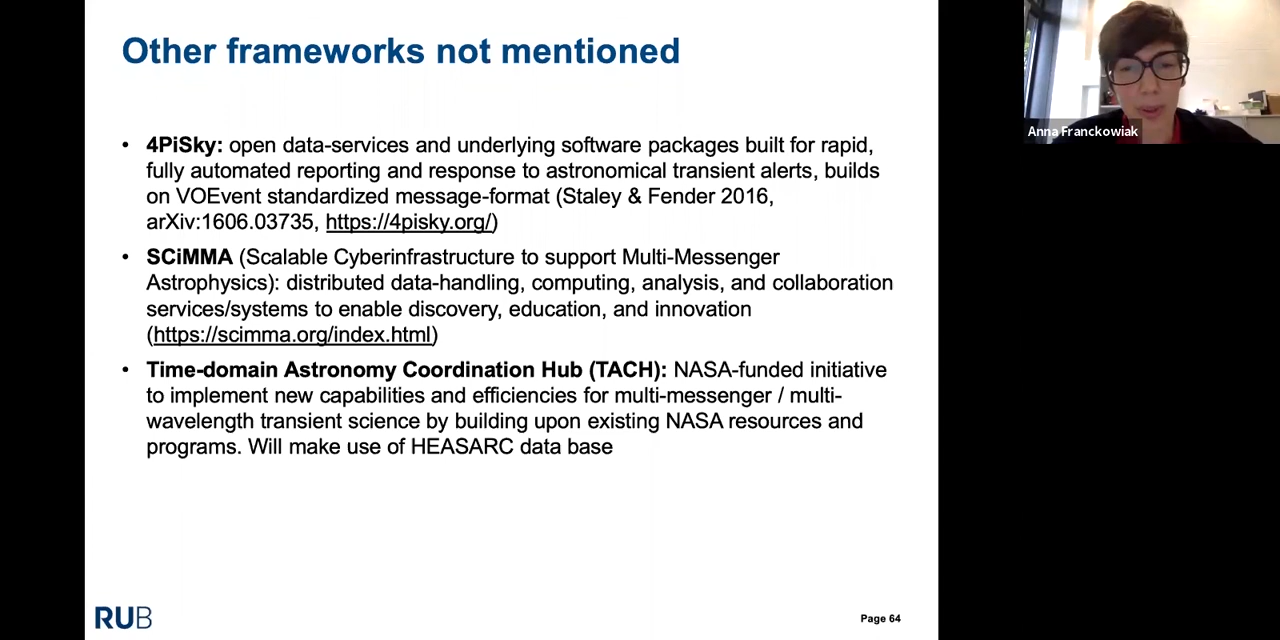 Other frameworks not mentioned
• 4PiSky: open data-services and underlying software packages built for rapid,
fully automated reporting and response to astronomical transient alerts, builds
on VOEvent standardized message-format (Staley & Fender 2016,
arXiv:1606.03735, https://4pisky.org/)
• SCiMMA (Scalable Cyberinfrastructure to support Multi-Messenger
Astrophysics): distributed data-handling, computing, analysis, and collaboration
services/systems to enable discovery, education, and innovation
(https://scimma.org/index.html)
• Time-domain Astronomy Coordination Hub (TACH): NASA-funded initiative
to implement new capabilities and efficiencies for multi-messenger / multi-
wavelength transient science by building upon existing NASA resources and
programs. Will make use of HEASARC data base
RUB
Page 64
Anna Franckowiak